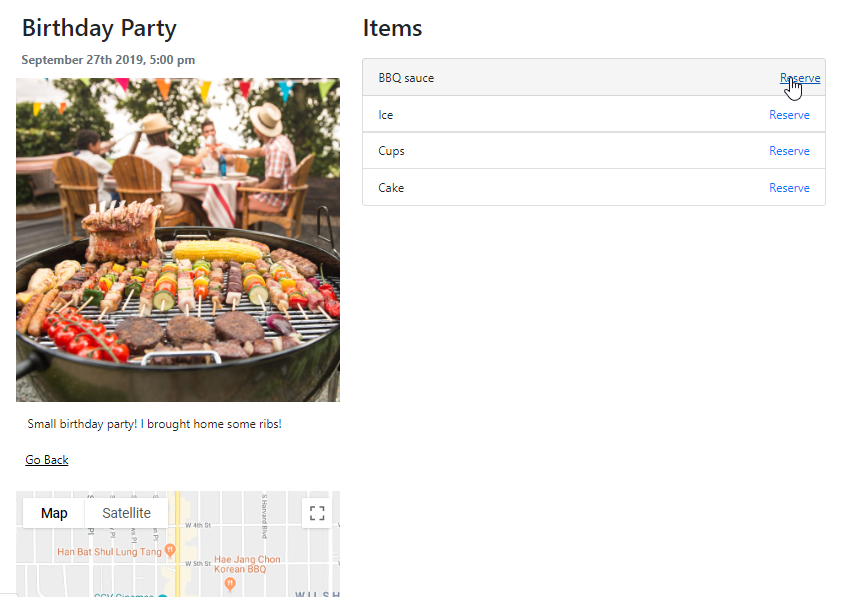 Birthday Party
September 27th 2019, 5:00 pm
Small birthday party! I brought home some ribs!
Go Back
Map
Satellite
W 4th St
S Harvard Blvd
Han Bat Shul Lung Tang
W 5th St
Hae Jang Chon
Korean BBQ
Items
BBQ sauce
Reserve
Ice
Reserve
Cups
Reserve
Cake
Reserve